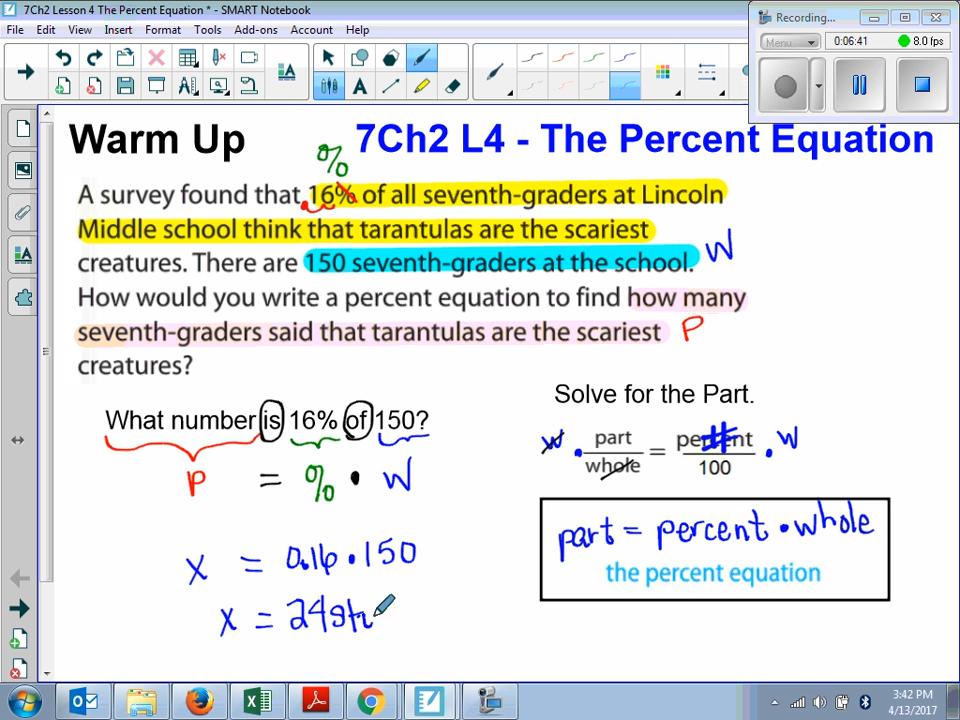 7Ch2 Lesson 4 The Percent Equation * - SMART Notebook
File Edit View Insert Format Tools Add-ons Account Help
Recording...
Menu 0:06:41 8.0 fps
Warm Up 7Ch2 L4 - The Percent Equation
%
A survey found that 16% of all seventh-graders at Lincoln
Middle school think that tarantulas are the scariest
creatures. There are 150 seventh-graders at the school. W
How would you write a percent equation to find how many
seventh-graders said that tarantulas are the scariest P
creatures?
What number is 16% of 150?
P = % • W
x = 0.16 • 150
x = 24 st
Solve for the Part.
W • part/whole = percent/100 • W
#
part = percent • whole
the percent equation
3:42 PM
4/13/2017